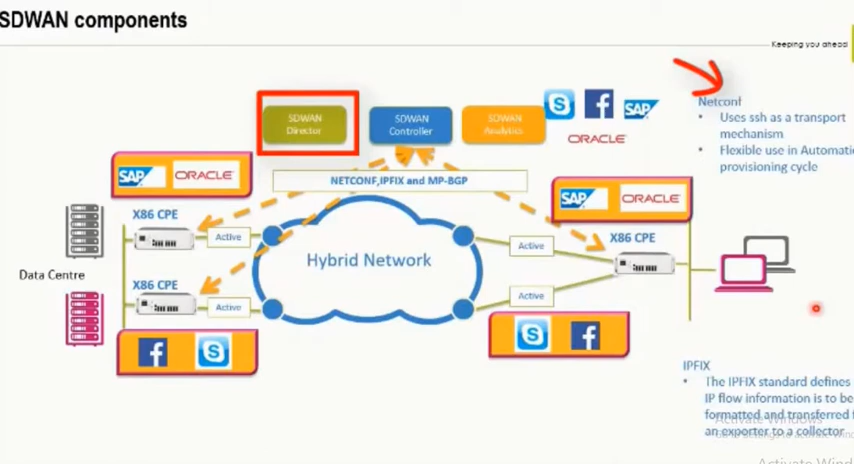 SDWAN components
Keeping you ahead
SDWAN
Director
SDWAN
Controller
SDWAN
Analytics
SAP
ORACLE
Netconf
Uses ssh as a transport
mechanism
Flexible use in Automatic
provisioning cycle
SAP
ORACLE
NETCONF,IPFIX and MP-BGP
SAP
ORACLE
X86 CPE
Active
X86 CPE
Active
Hybrid Network
Data Centre
X86 CPE
Active
Active
IPFIX
The IPFIX standard defines
IP flow information is to be
formatted and transferred f
an exporter to a collector
Activate Windows
Activate Wind